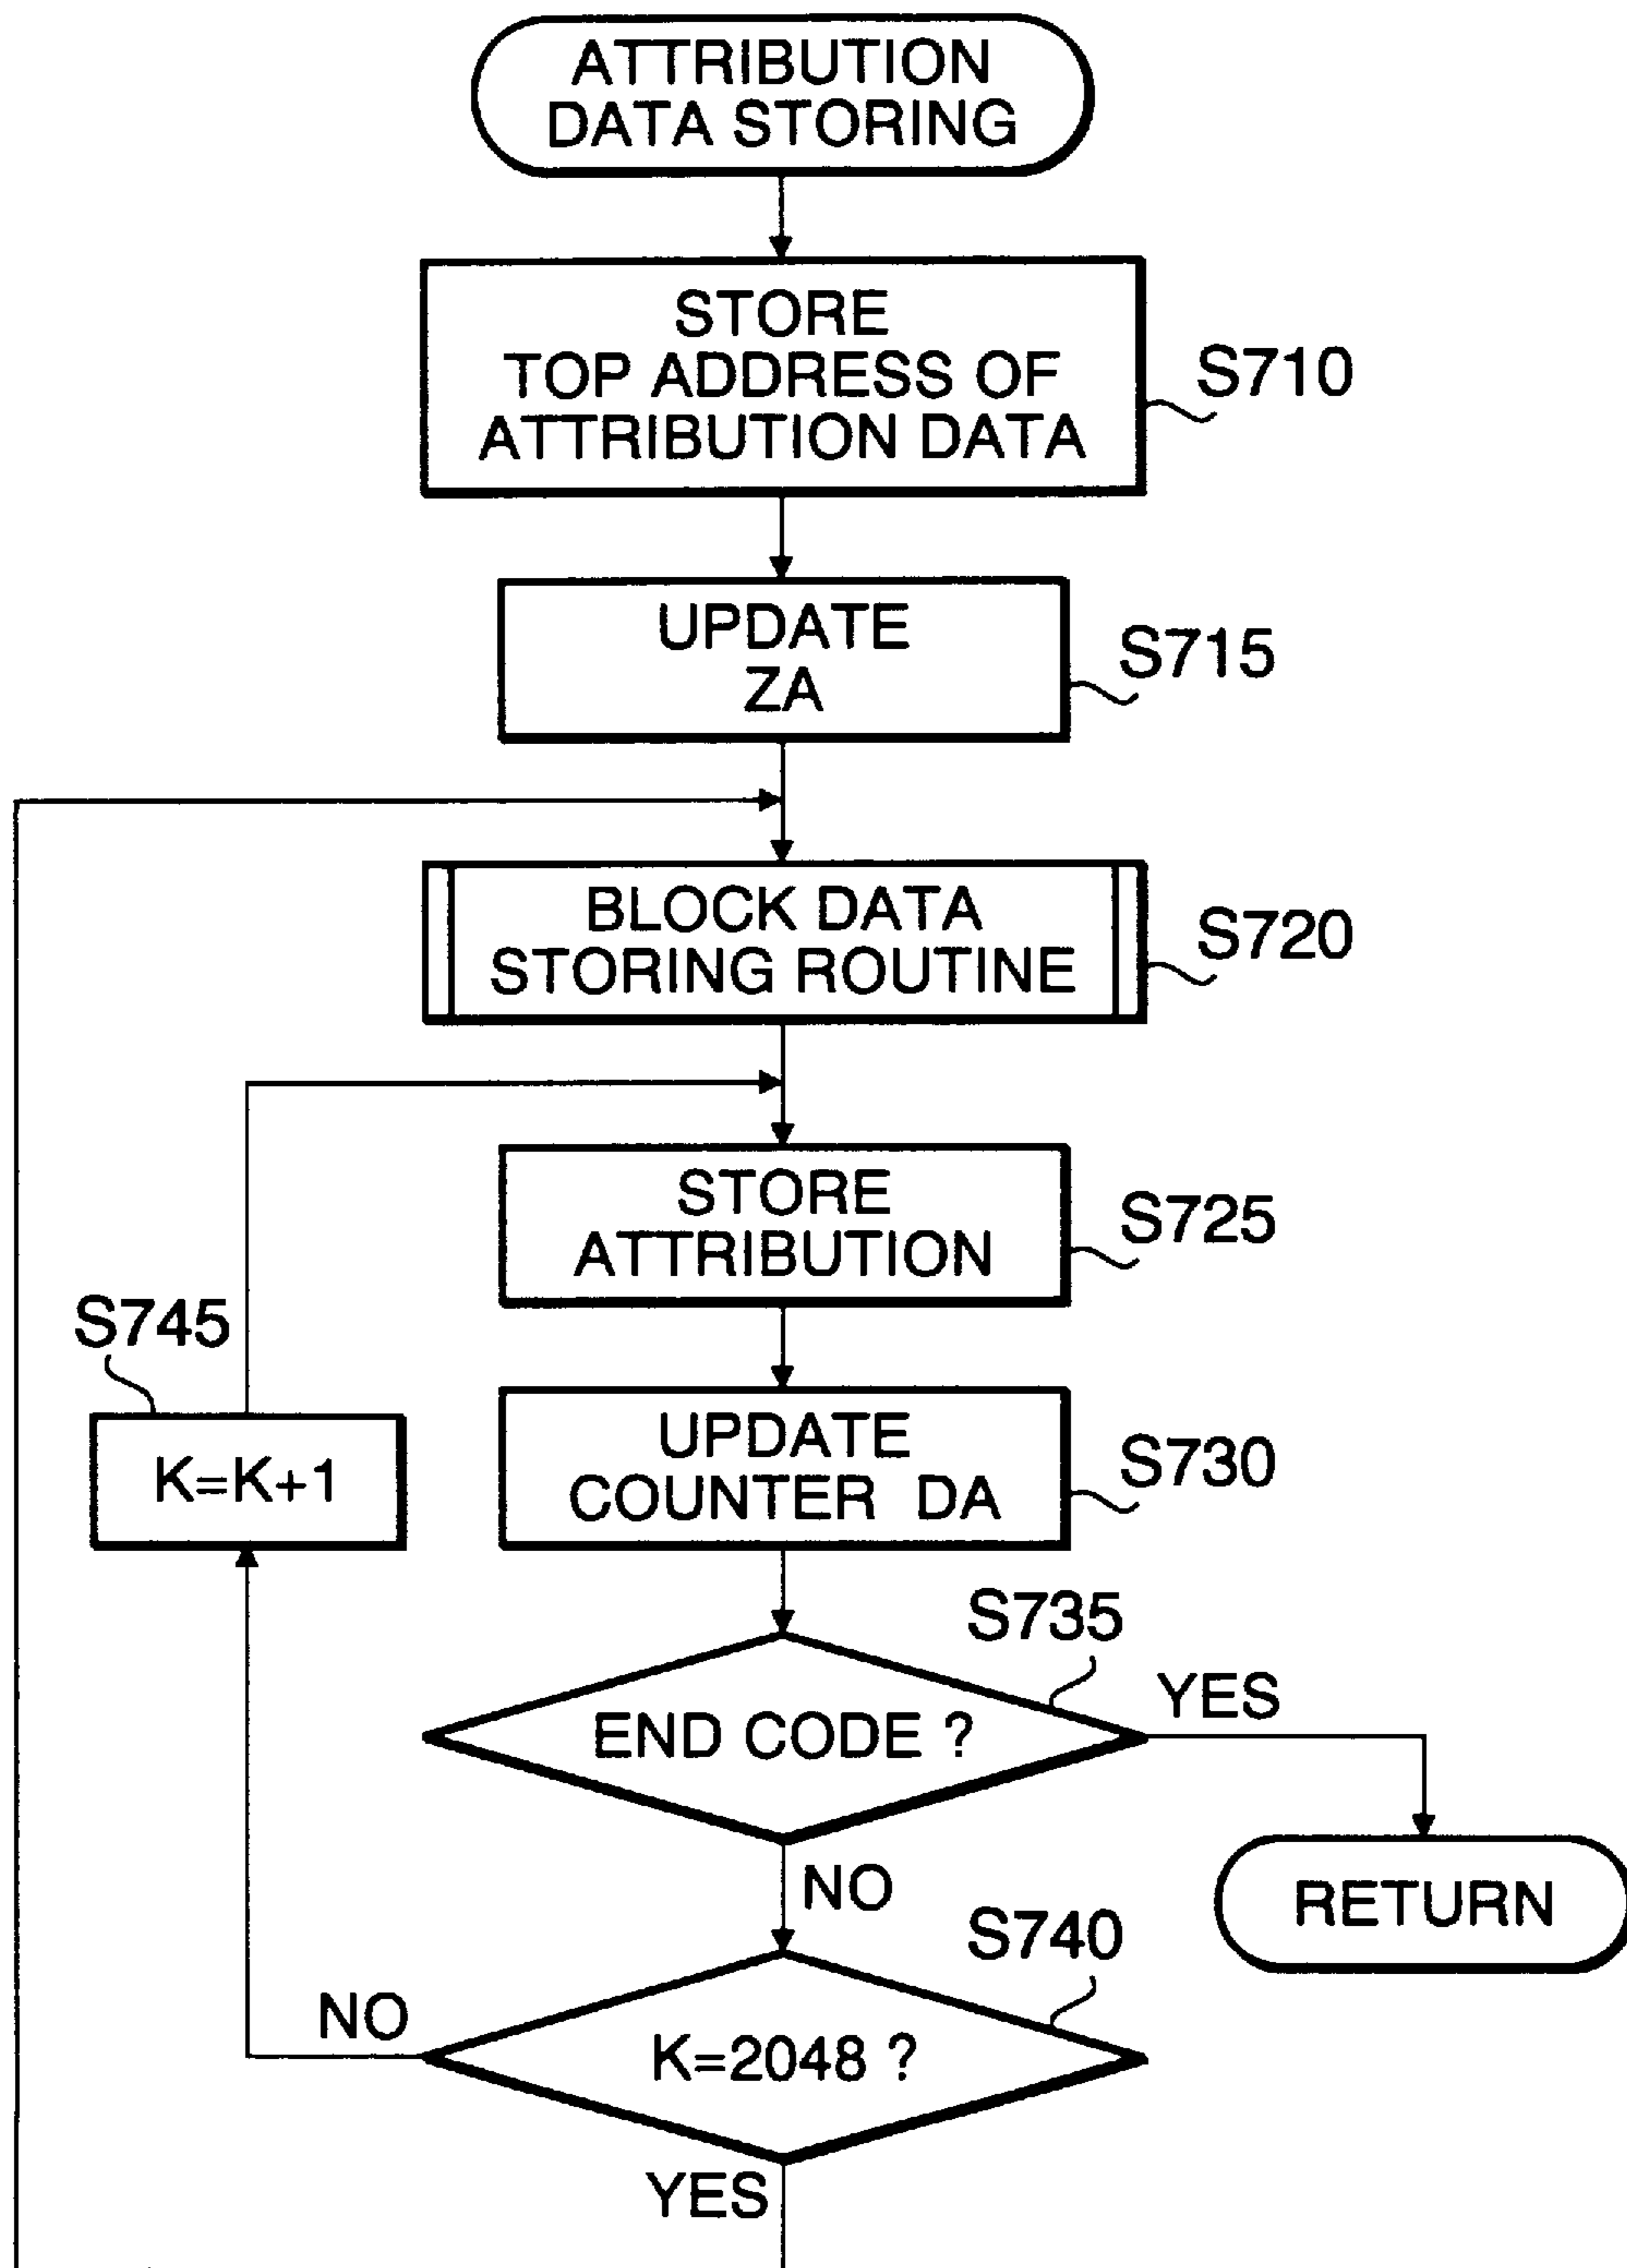 ATTRIBUTION
DATA STORING
STORE
TOP ADDRESS OF
ATTRIBUTION DATA
S710
UPDATE
ZA
S715
BLOCK DATA
STORING ROUTINE
S720
STORE
ATTRIBUTION
S725
S745
K=K+1
UPDATE
COUNTER DA
S730
S735
END CODE ?
YES
NO
RETURN
S740
NO
K=2048 ?
YES